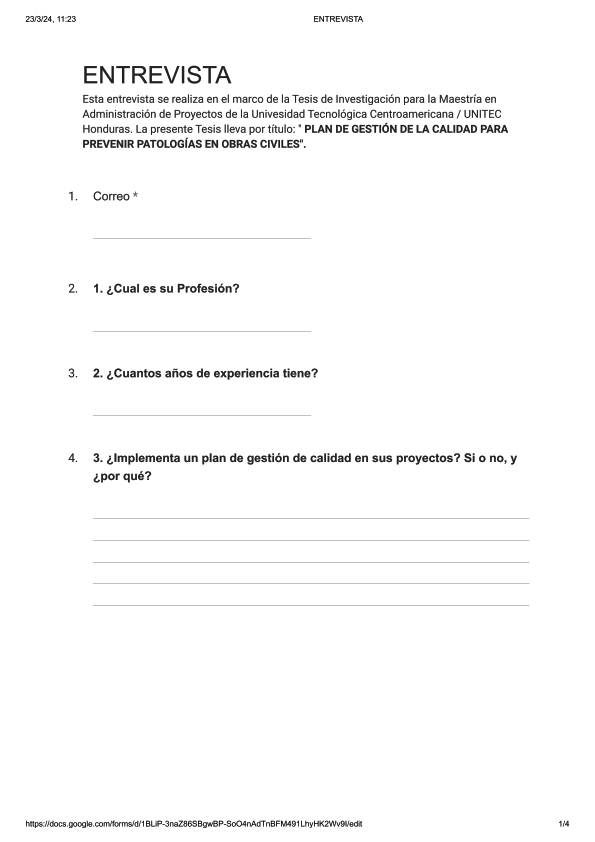 23/3/24, 11:23 ENTREVISTA
ENTREVISTA
Esta entrevista se realiza en el marco de la Tesis de Investigación para la Maestría en
Administración de Proyectos de la Univesidad Tecnológica Centroamericana / UNITEC
Honduras. La presente Tesis lleva por título: " PLAN DE GESTIÓN DE LA CALIDAD PARA
PREVENIR PATOLOGÍAS EN OBRAS CIVILES".
1. Correo *
2. 1. ¿Cual es su Profesión?
3. 2. ¿Cuantos años de experiencia tiene?
4. 3. ¿Implementa un plan de gestión de calidad en sus proyectos? Si o no, y
¿por qué?
https://docs.google.com/forms/d/1BLiP-3naZ86SBgwBP-SoO4nAdTnBFM491LhyHK2Wv9I/edit 1/4